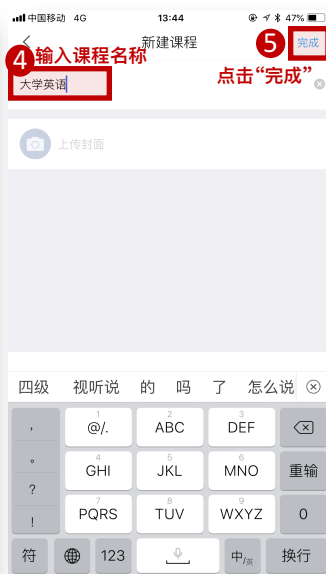 中国移动 4G 13:44 47%
新建课程 5 完成
4 输入课程名称
大学英语 点击“完成”
上传封面
四级 视听说 的 吗 了 怎么说
, 1 @/. 2 ABC 3 DEF
。 4 GHI 5 JKL 6 MNO 重输
? 7 PQRS 8 TUV 9 WXYZ 0
!
符 123 中/英 换行